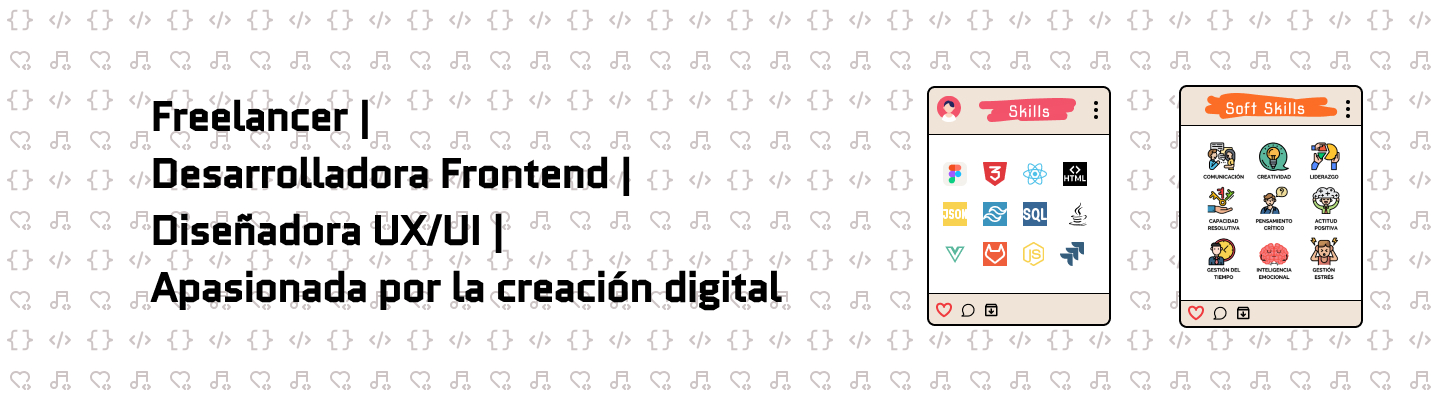 Freelancer |
Desarrolladora Frontend |
Diseñadora UX/UI |
Apasionada por la creación digital
Skills
3
HTML
JSON
SQL
JS
Soft Skills
COMUNICACIÓN
CREATIVIDAD
LIDERAZGO
CAPACIDAD
RESOLUTIVA
PENSAMIENTO
CRÍTICO
ACTITUD
POSITIVA
GESTIÓN DEL
TIEMPO
INTELIGENCIA
EMOCIONAL
GESTIÓN
ESTRÉS